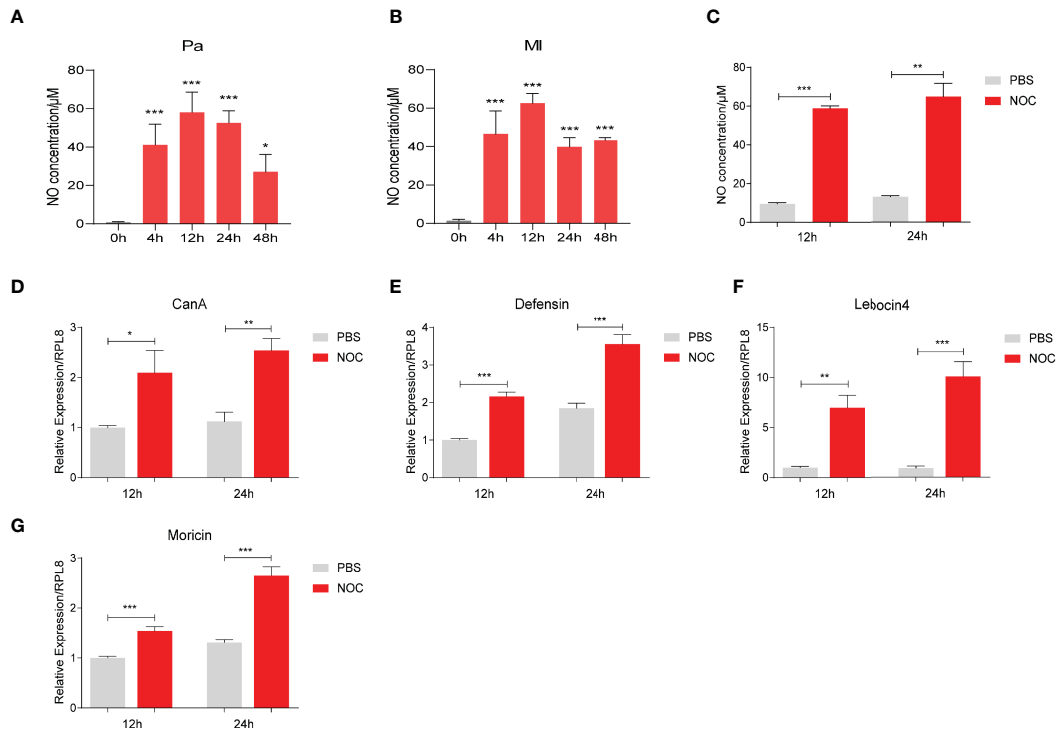 A
Pa
NO concentration/μM
80
60
40
20
0
***
***
***
*
0h 4h 12h 24h 48h
B
Ml
NO concentration/μM
80
60
40
20
0
***
***
***
***
0h 4h 12h 24h 48h
C
NO concentration/μM
80
60
40
20
0
***
**
12h 24h
PBS
NOC
D
CanA
Relative Expression/RPL8
3
2
1
0
*
**
12h 24h
PBS
NOC
E
Defensin
Relative Expression/RPL8
4
3
2
1
0
***
***
12h 24h
PBS
NOC
F
Lebocin4
Relative Expression/RPL8
15
10
5
0
**
***
12h 24h
PBS
NOC
G
Moricin
Relative Expression/RPL8
3
2
1
0
***
***
12h 24h
PBS
NOC